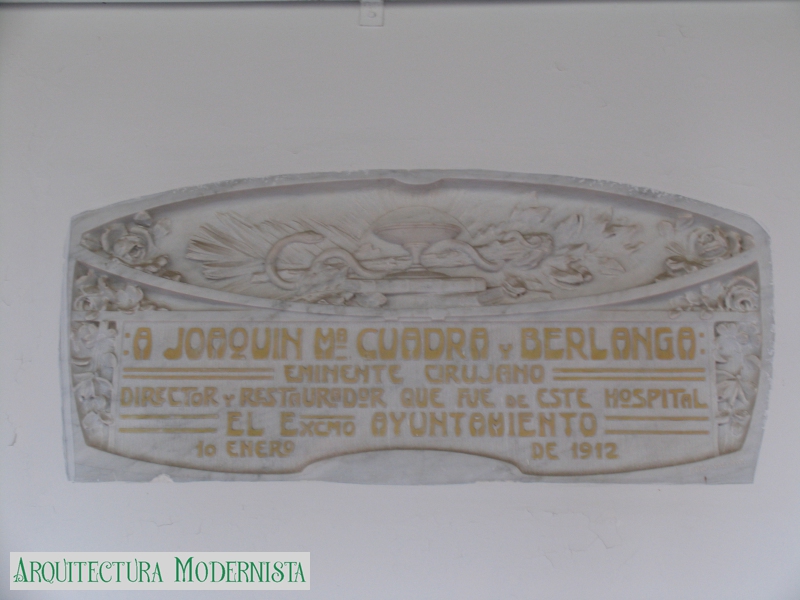 : A JOAQUIN Mª CUADRA Y BERLANGA :
EMINENTE CIRUJANO
DIRECTOR Y RESTAURADOR QUE FUE DE ESTE HOSPITAL
EL EXCMO AYUNTAMIENTO
10 ENERO DE 1912
ARQUITECTURA MODERNISTA